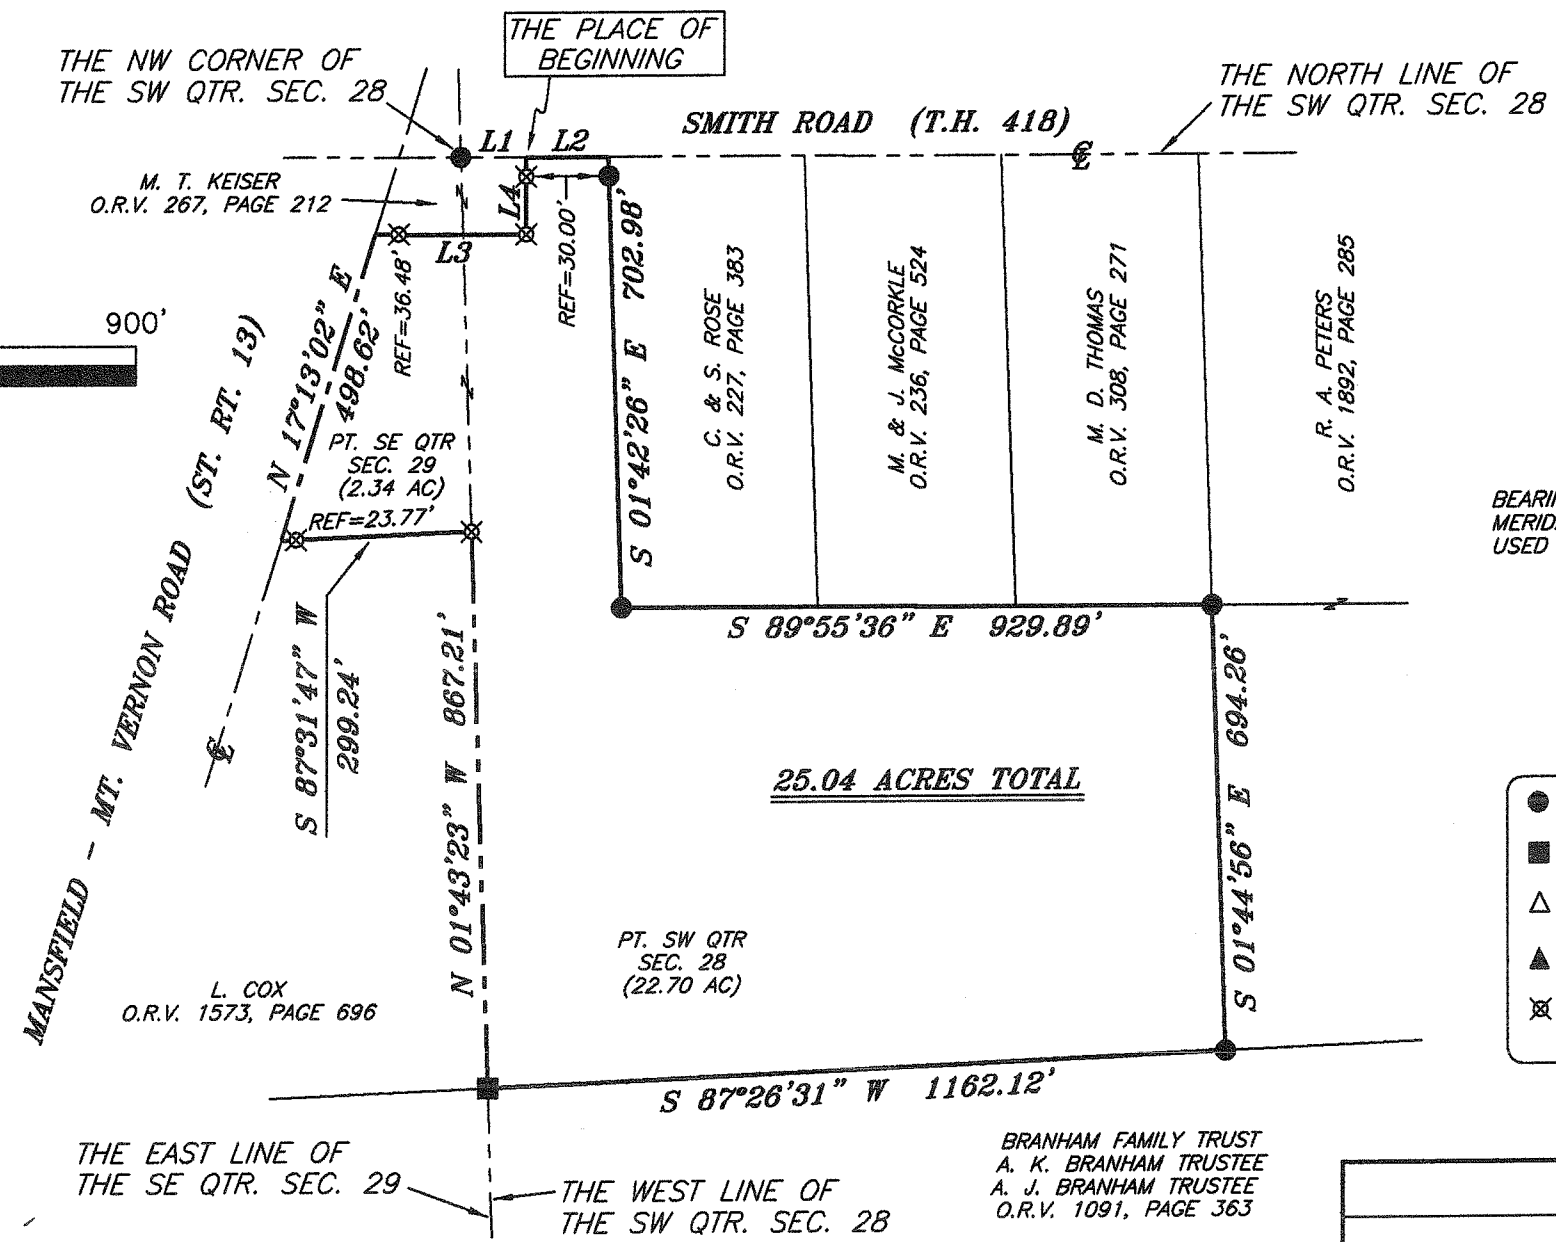 THE PLACE OF
BEGINNING
THE NW CORNER OF
THE SW QTR. SEC. 28
THE NORTH LINE OF
THE SW QTR. SEC. 28
SMITH ROAD (T.H. 418)
L1
L2
℄
M. T. KEISER
O.R.V. 267, PAGE 212
L4
L3
REF=30.00'
REF=36.48'
S 01°42'26" E 702.98'
C. & S. ROSE
O.R.V. 227, PAGE 383
M. & J. McCORKLE
O.R.V. 236, PAGE 524
M. D. THOMAS
O.R.V. 308, PAGE 271
R. A. PETERS
O.R.V. 1892, PAGE 285
900'
N 17°13'02" E
498.62'
MANSFIELD - MT. VERNON ROAD (ST. RT. 13)
℄
PT. SE QTR
SEC. 29
(2.34 AC)
REF=23.77'
BEARIN
MERID
USED
S 87°31'47" W
299.24'
N 01°43'23" W 867.21'
S 89°55'36" E 929.89'
S 01°44'56" E 694.26'
25.04 ACRES TOTAL
PT. SW QTR
SEC. 28
(22.70 AC)
L. COX
O.R.V. 1573, PAGE 696
S 87°26'31" W 1162.12'
THE EAST LINE OF
THE SE QTR. SEC. 29
THE WEST LINE OF
THE SW QTR. SEC. 28
BRANHAM FAMILY TRUST
A. K. BRANHAM TRUSTEE
A. J. BRANHAM TRUSTEE
O.R.V. 1091, PAGE 363